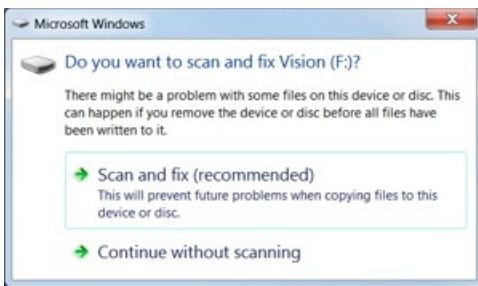 Microsoft Windows
Do you want to scan and fix Vision (F:)?
There might be a problem with some files on this device or disc. This
can happen if you remove the device or disc before all files have
been written to it.
Scan and fix (recommended)
This will prevent future problems when copying files to this
device or disc.
Continue without scanning